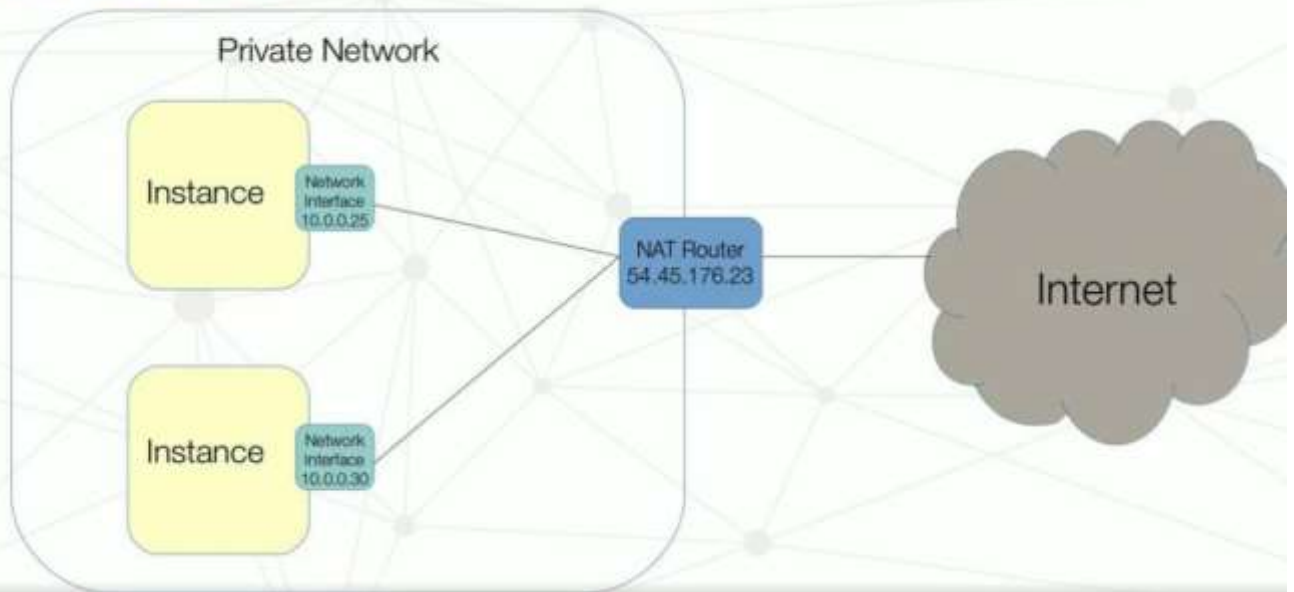 Private Network
Instance
Network
Interface
10.0.0.25
NAT Router
54.45.176.23
Internet
Instance
Network
Interface
10.0.0.30